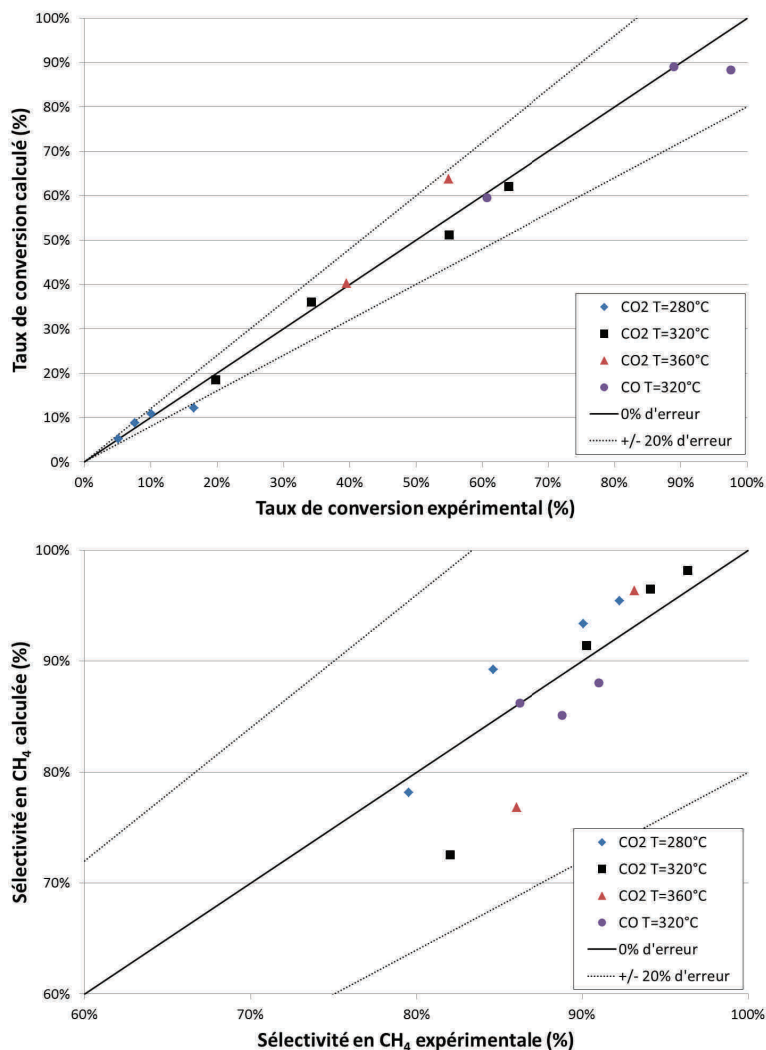 100%
90%
80%
70%
60%
50%
40%
30%
20%
10%
0%
Taux de conversion calculé (%)
CO2 T=280°C
CO2 T=320°C
CO2 T=360°C
CO T=320°C
0% d'erreur
+/- 20% d'erreur
0% 10% 20% 30% 40% 50% 60% 70% 80% 90% 100%
Taux de conversion expérimental (%)
100%
90%
80%
70%
60%
Sélectivité en CH₄ calculée (%)
CO2 T=280°C
CO2 T=320°C
CO2 T=360°C
CO T=320°C
0% d'erreur
+/- 20% d'erreur
60% 70% 80% 90% 100%
Sélectivité en CH₄ expérimentale (%)